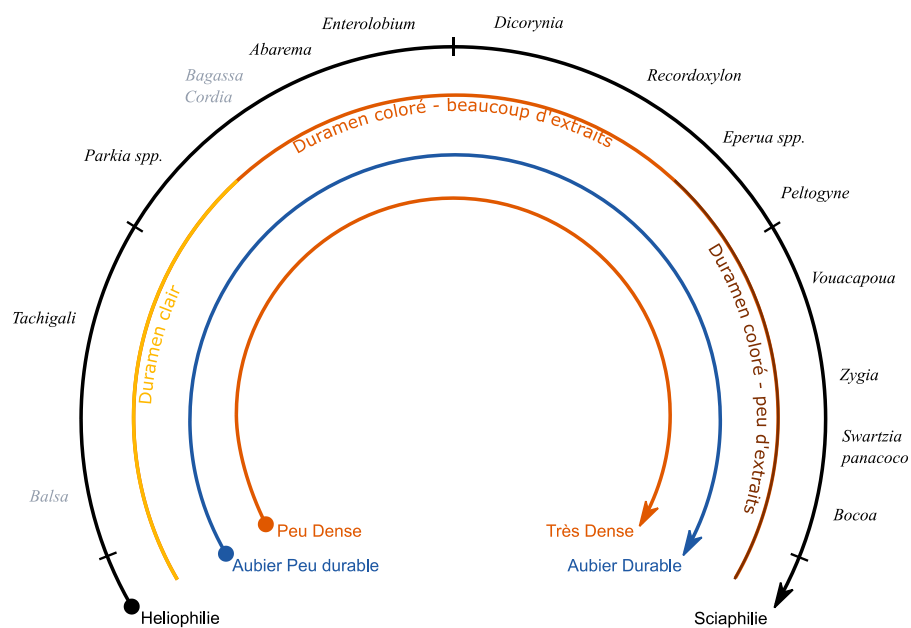 Enterolobium
Dicorynia
Abarema
Bagassa
Cordia
Recordoxylon
Parkia spp.
Eperua spp.
Peltogyne
Tachigali
Vouacapoua
Balsa
Zygia
Swartzia
panacoco
Bocoa
Duramen clair
Duramen coloré - beaucoup d'extraits
Duramen coloré - peu d'extraits
Peu Dense
Très Dense
Aubier Peu durable
Aubier Durable
Heliophilie
Sciaphilie